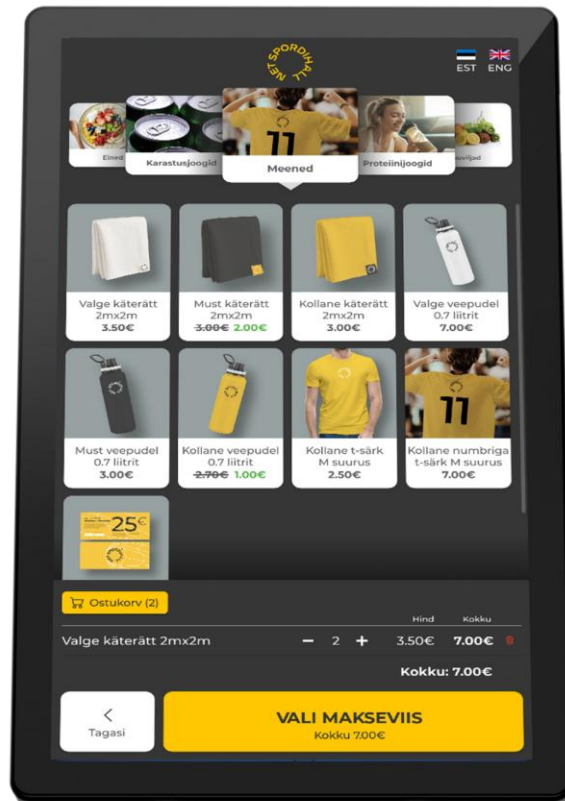 NET SPORDIHALL
EST ENG
Eined
Karastusjoogid
Meened
Proteiinijoogid
Valge käterätt
2mx2m
3.50€
Must käterätt
2mx2m
3.00€ 2.00€
Kollane käterätt
2mx2m
3.00€
Valge veepudel
0.7 liitrit
7.00€
Must veepudel
0.7 liitrit
3.00€
Kollane veepudel
0.7 liitrit
2.70€ 1.00€
Kollane t-särk
M suurus
2.50€
11
Kollane numbriga
t-särk M suurus
7.00€
25€
Ostukorv (2)
Hind Kokku
Valge käterätt 2mx2m − 2 + 3.50€ 7.00€
Kokku: 7.00€
Tagasi
VALI MAKSEVIIS
Kokku 7.00€